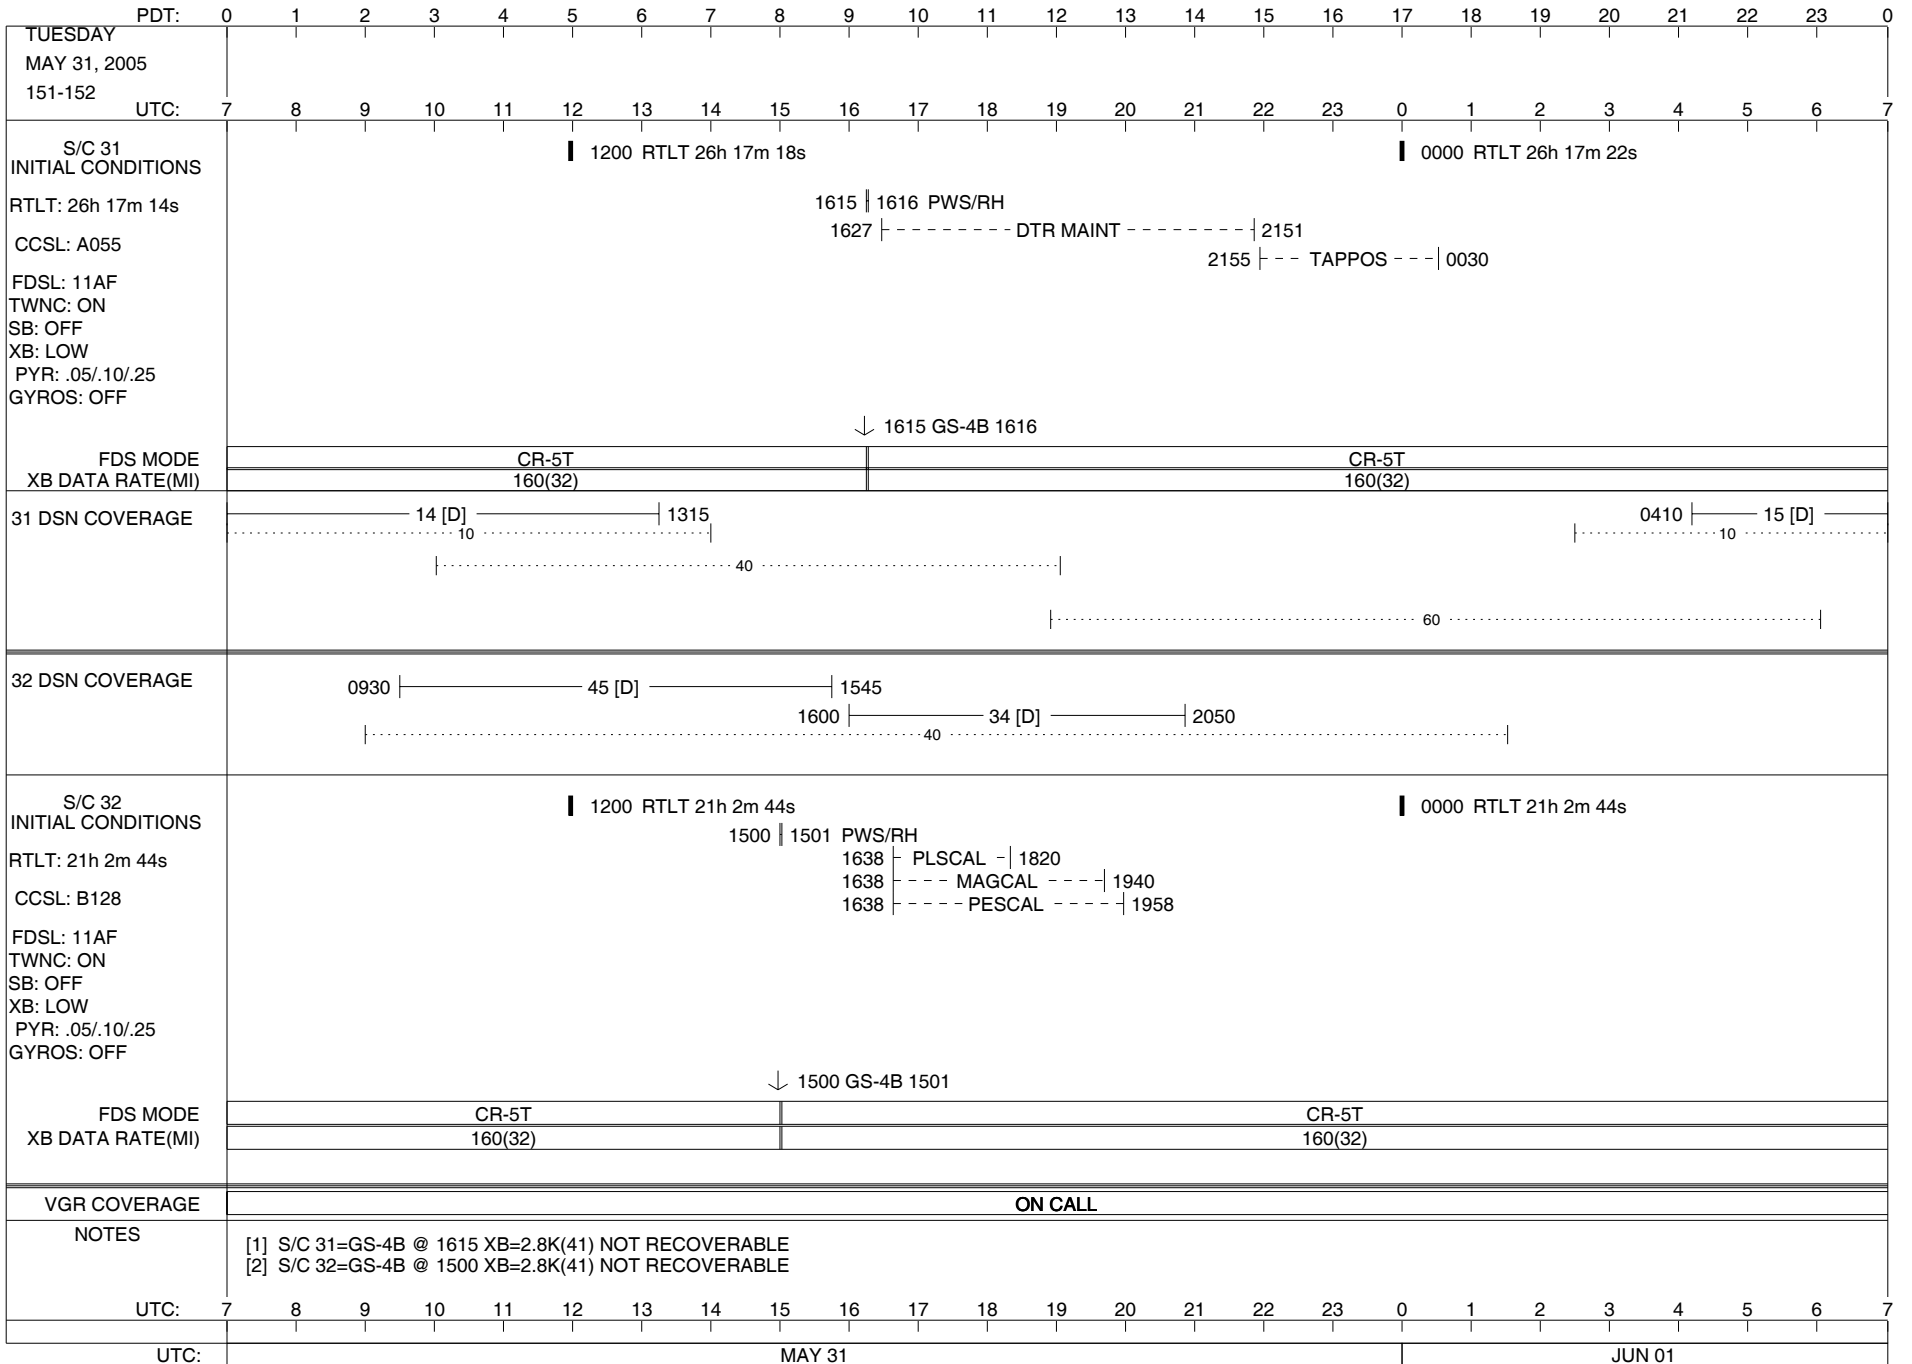 PDT: 0 1 2 3 4 5 6 7 8 9 10 11 12 13 14 15 16 17 18 19 20 21 22 23 0
TUESDAY
MAY 31, 2005
151-152
UTC: 7 8 9 10 11 12 13 14 15 16 17 18 19 20 21 22 23 0 1 2 3 4 5 6 7
S/C 31
INITIAL CONDITIONS
1200 RTLT 26h 17m 18s
0000 RTLT 26h 17m 22s
RTLT: 26h 17m 14s
1615 1616 PWS/RH
1627 DTR MAINT 2151
CCSL: A055
2155 TAPPOS 0030
FDSL: 11AF
TWNC: ON
SB: OFF
XB: LOW
PYR: .05/.10/.25
GYROS: OFF
1615 GS-4B 1616
FDS MODE CR-5T CR-5T
XB DATA RATE(MI) 160(32) 160(32)
31 DSN COVERAGE 14 [D] 1315 0410 15 [D]
10 10
40
60
32 DSN COVERAGE 0930 45 [D] 1545
1600 34 [D] 2050
40
S/C 32
INITIAL CONDITIONS
1200 RTLT 21h 2m 44s
0000 RTLT 21h 2m 44s
1500 1501 PWS/RH
RTLT: 21h 2m 44s
1638 PLSCAL 1820
1638 MAGCAL 1940
CCSL: B128
1638 PESCAL 1958
FDSL: 11AF
TWNC: ON
SB: OFF
XB: LOW
PYR: .05/.10/.25
GYROS: OFF
1500 GS-4B 1501
FDS MODE CR-5T CR-5T
XB DATA RATE(MI) 160(32) 160(32)
VGR COVERAGE ON CALL
NOTES
[1] S/C 31=GS-4B @ 1615 XB=2.8K(41) NOT RECOVERABLE
[2] S/C 32=GS-4B @ 1500 XB=2.8K(41) NOT RECOVERABLE
UTC: 7 8 9 10 11 12 13 14 15 16 17 18 19 20 21 22 23 0 1 2 3 4 5 6 7
UTC: MAY 31 JUN 01